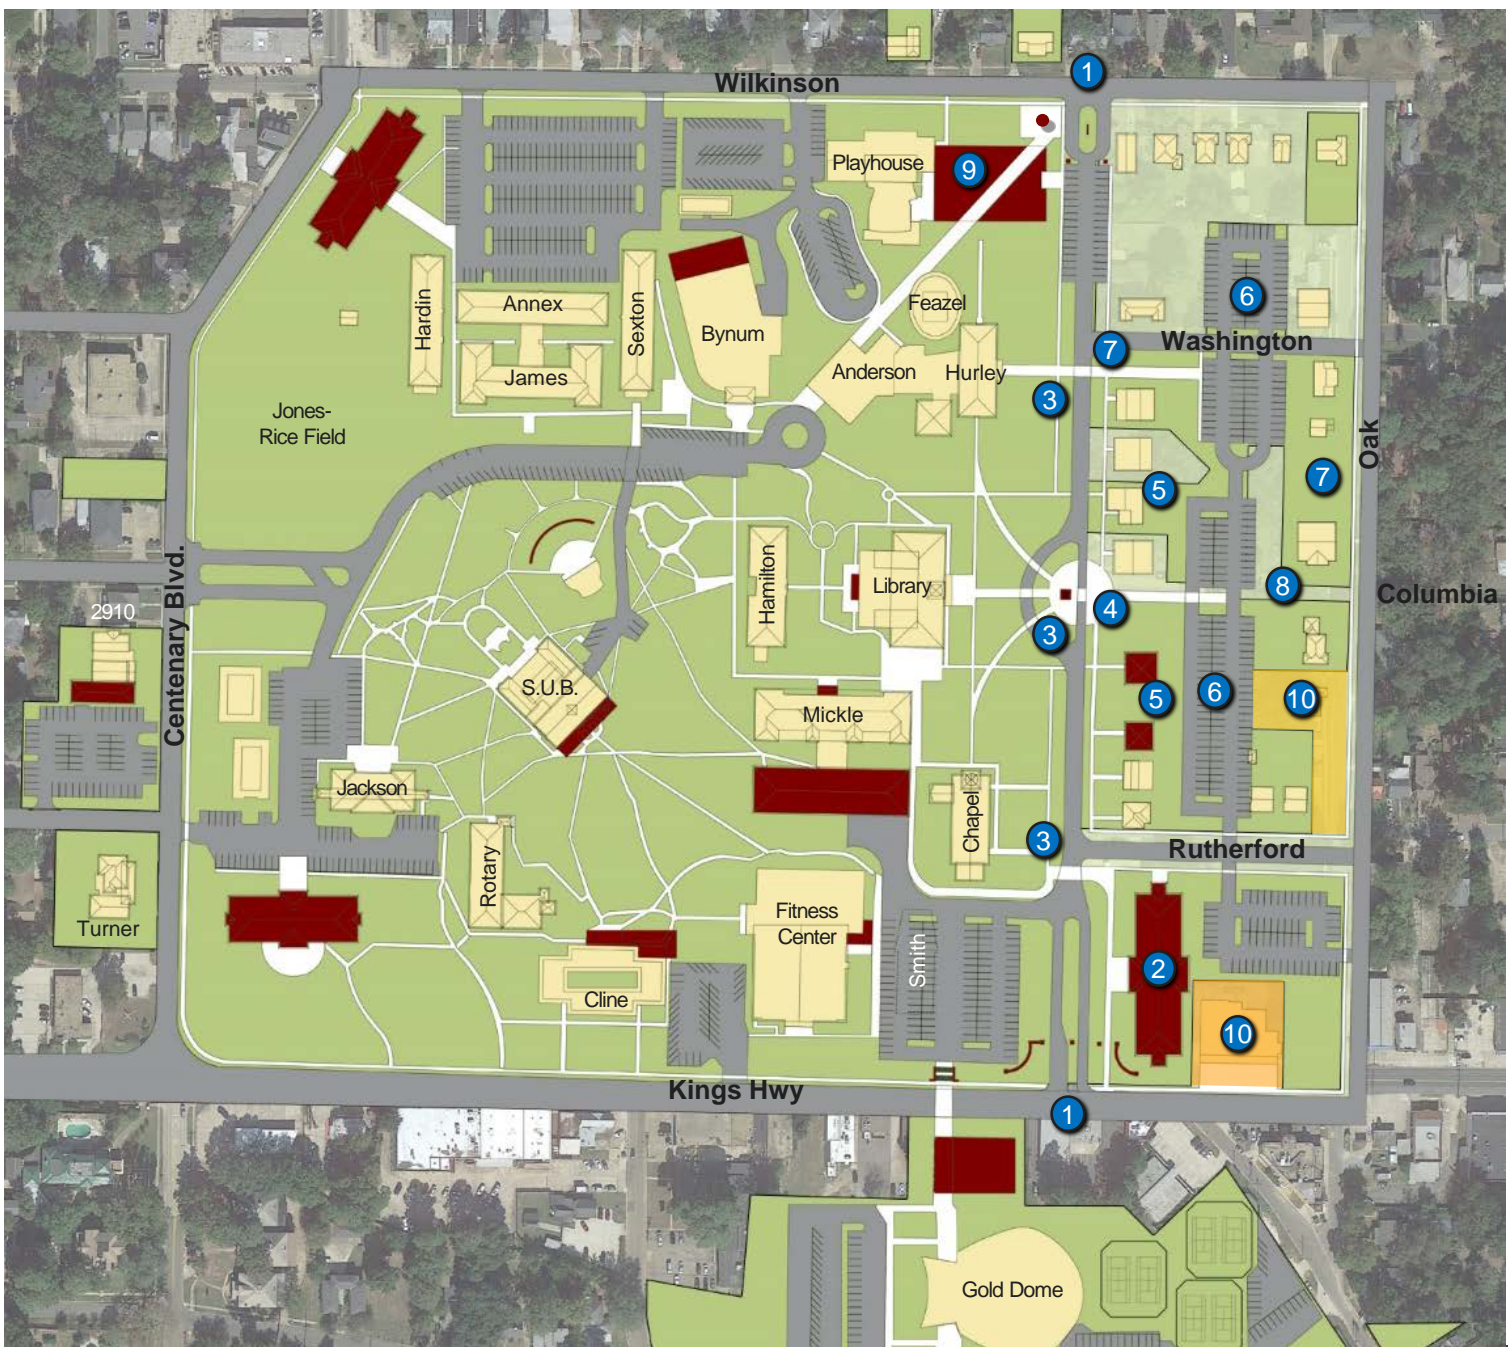 1
Wilkinson
Playhouse
9
6
Feazel
Annex
Hardin
Sexton
Bynum
Washington
7
James
Anderson
Hurley
3
Jones-
Rice Field
Oak
7
5
Hamilton
Library
8
Columbia
4
Centenary Blvd.
2910
3
S.U.B.
Mickle
5
6
10
Jackson
Chapel
3
Rutherford
Rotary
Turner
Fitness
Center
Smith
2
Cline
10
Kings Hwy
1
Gold Dome